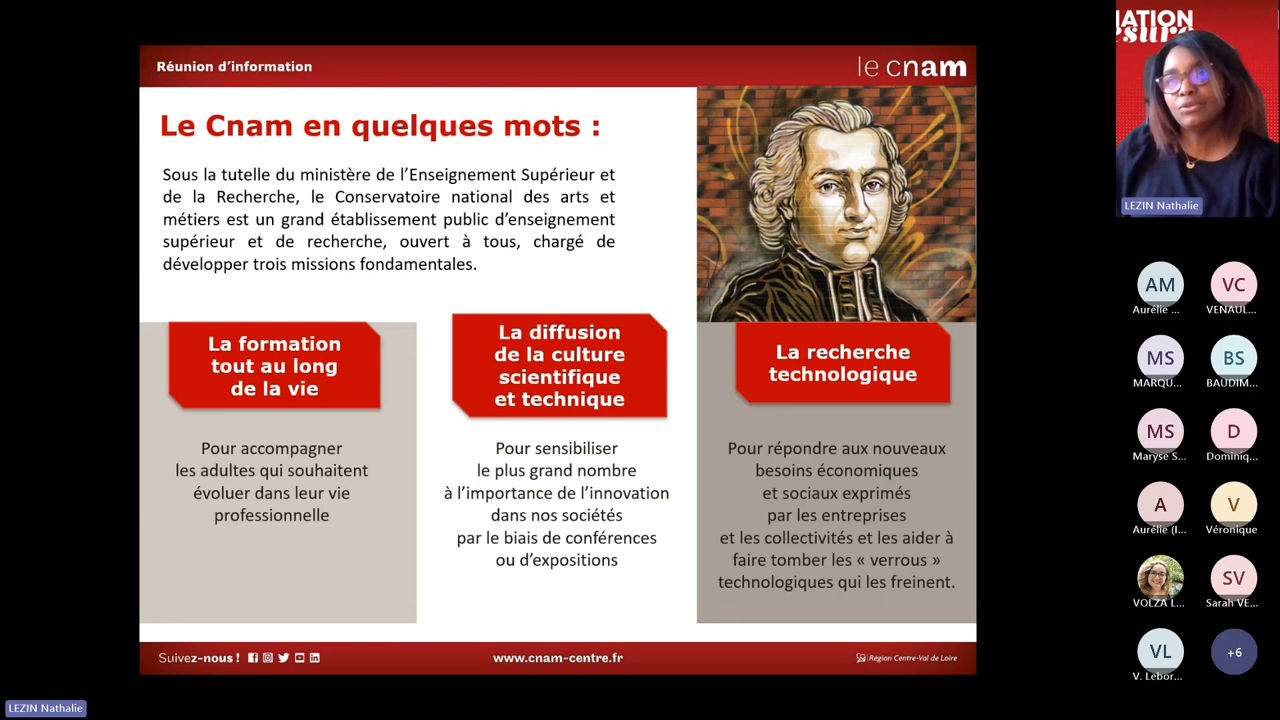 Réunion d’information
le cnam
Le Cnam en quelques mots :
Sous la tutelle du ministère de l’Enseignement Supérieur et
de la Recherche, le Conservatoire national des arts et
métiers est un grand établissement public d’enseignement
supérieur et de recherche, ouvert à tous, chargé de
développer trois missions fondamentales.
La formation
tout au long
de la vie
Pour accompagner
les adultes qui souhaitent
évoluer dans leur vie
professionnelle
La diffusion
de la culture
scientifique
et technique
Pour sensibiliser
le plus grand nombre
à l’importance de l’innovation
dans nos sociétés
par le biais de conférences
ou d’expositions
La recherche
technologique
Pour répondre aux nouveaux
besoins économiques
et sociaux exprimés
par les entreprises
et les collectivités et les aider à
faire tomber les « verrous »
technologiques qui les freinent.
Suivez-nous !
www.cnam-centre.fr
Région Centre-Val de Loire
LEZIN Nathalie
AM
Aurélie ...
VC
VENAUL...
MS
MARQU...
BS
BAUDIM...
MS
Maryse S...
D
Dominiq...
A
Aurélie (I...
V
Véronique
VOLZA L...
SV
Sarah VE...
VL
V. Lebor...
+6
LEZIN Nathalie